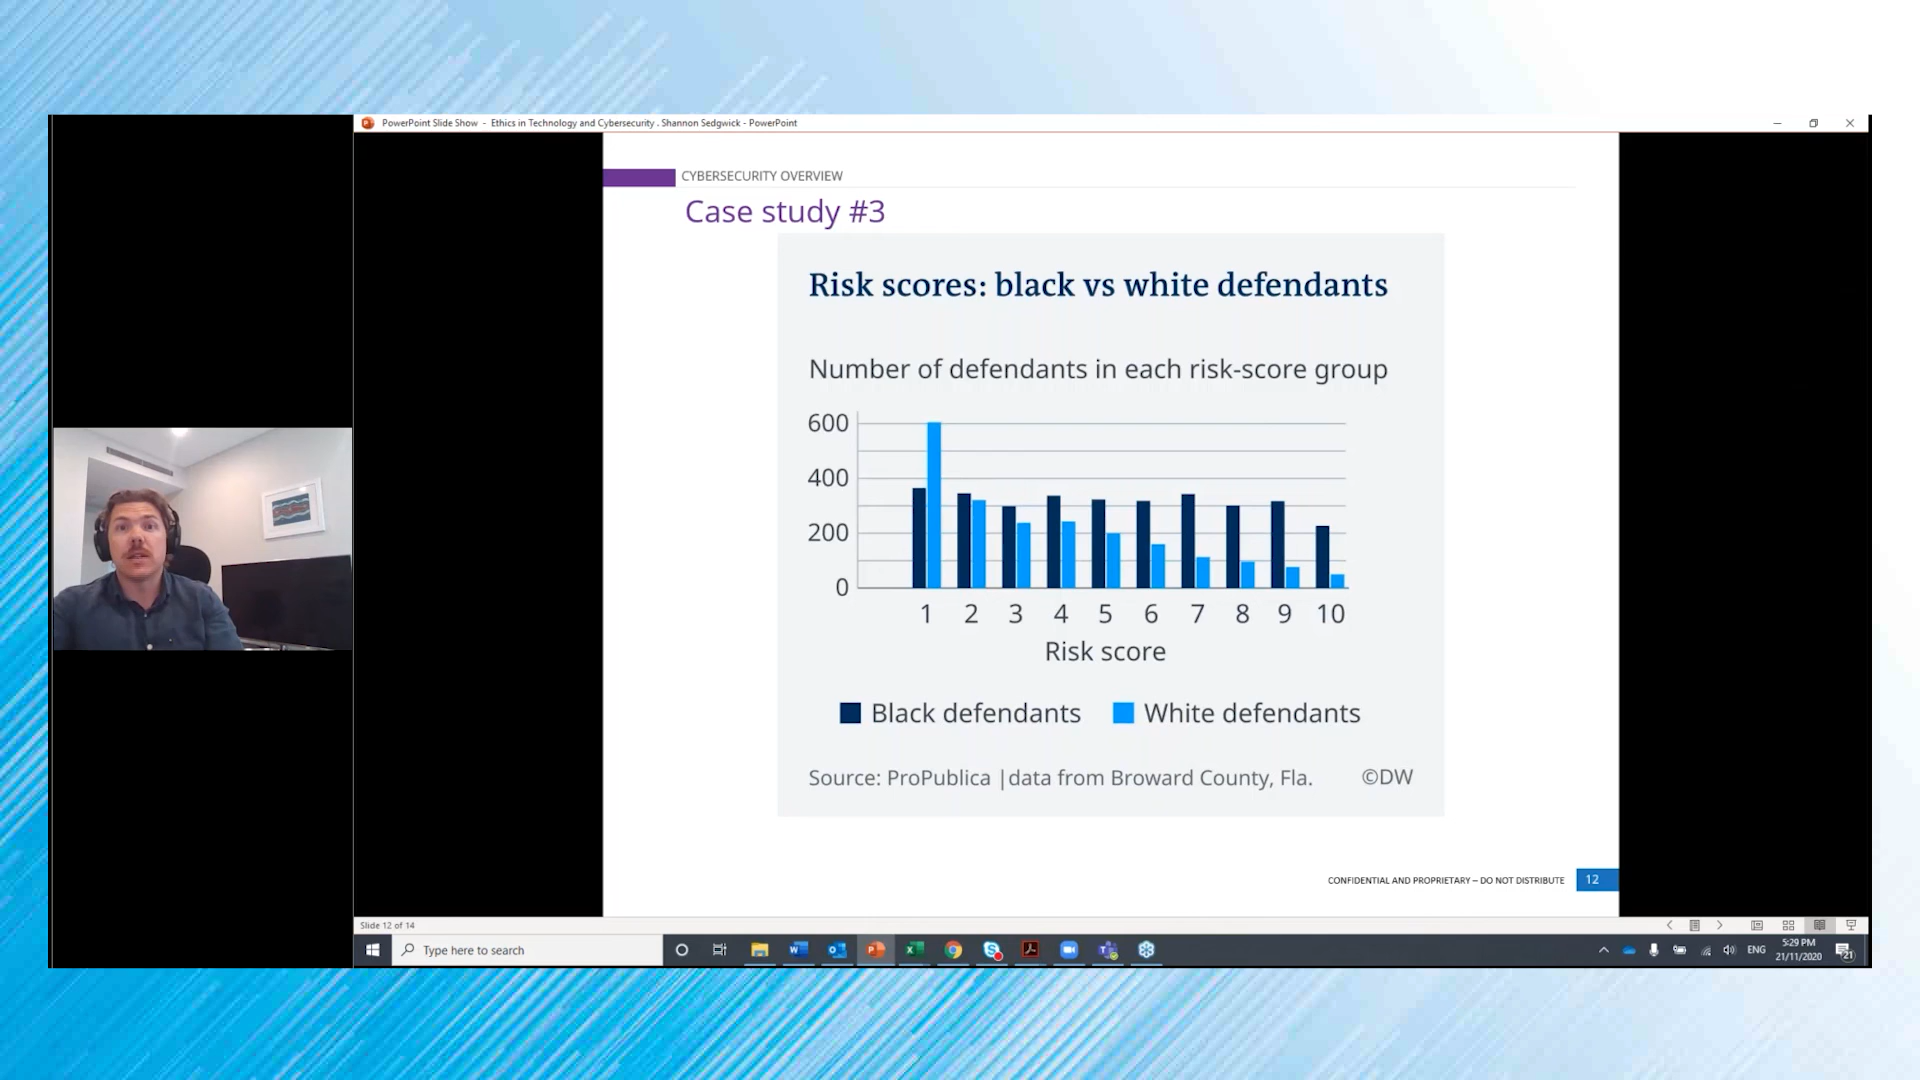 PowerPoint Slide Show - Ethics in Technology and Cybersecurity . Shannon Sedgwick - PowerPoint
CYBERSECURITY OVERVIEW
Case study #3
Risk scores: black vs white defendants
Number of defendants in each risk-score group
600
400
200
0
1 2 3 4 5 6 7 8 9 10
Risk score
Black defendants White defendants
Source: ProPublica |data from Broward County, Fla. ©DW
CONFIDENTIAL AND PROPRIETARY – DO NOT DISTRIBUTE 12
Slide 12 of 14
Type here to search
ENG
5:29 PM
21/11/2020
21